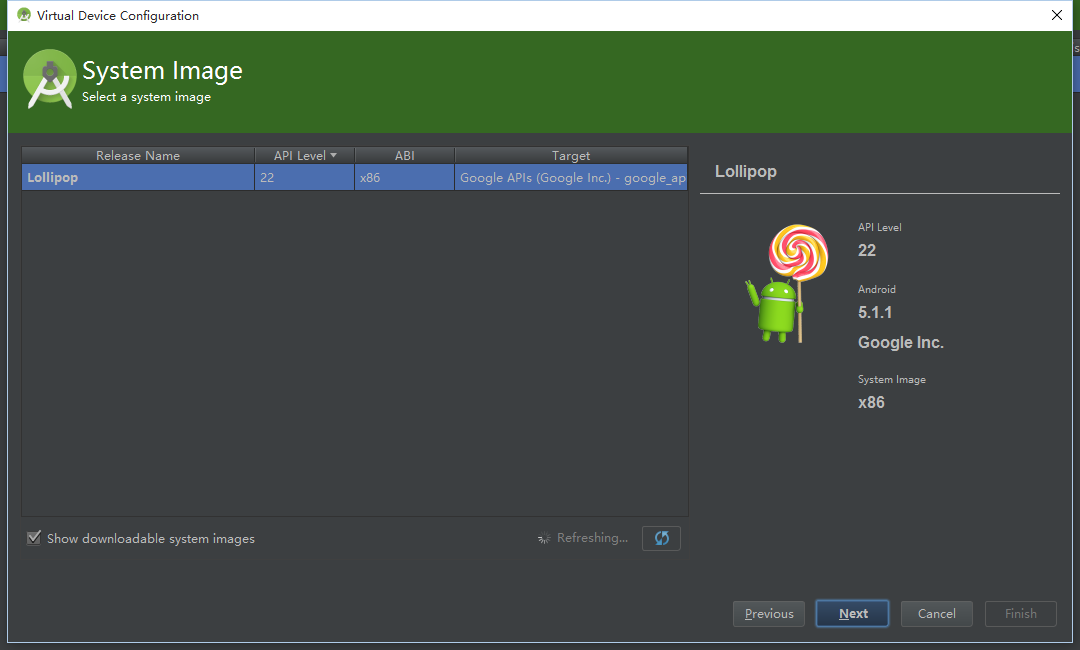 Virtual Device Configuration
System Image
Select a system image
Release Name API Level ABI Target
Lollipop 22 x86 Google APIs (Google Inc.) - google_ap
Show downloadable system images
Refreshing...
Lollipop
API Level
22
Android
5.1.1
Google Inc.
System Image
x86
Previous Next Cancel Finish